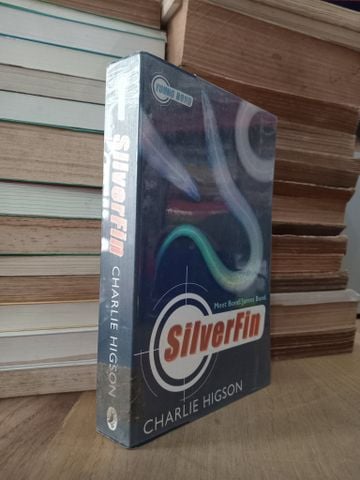 YOUNG BOND
Meet Bond James Bond
SilverFin
CHARLIE HIGSON
SilverFin
CHARLIE HIGSON